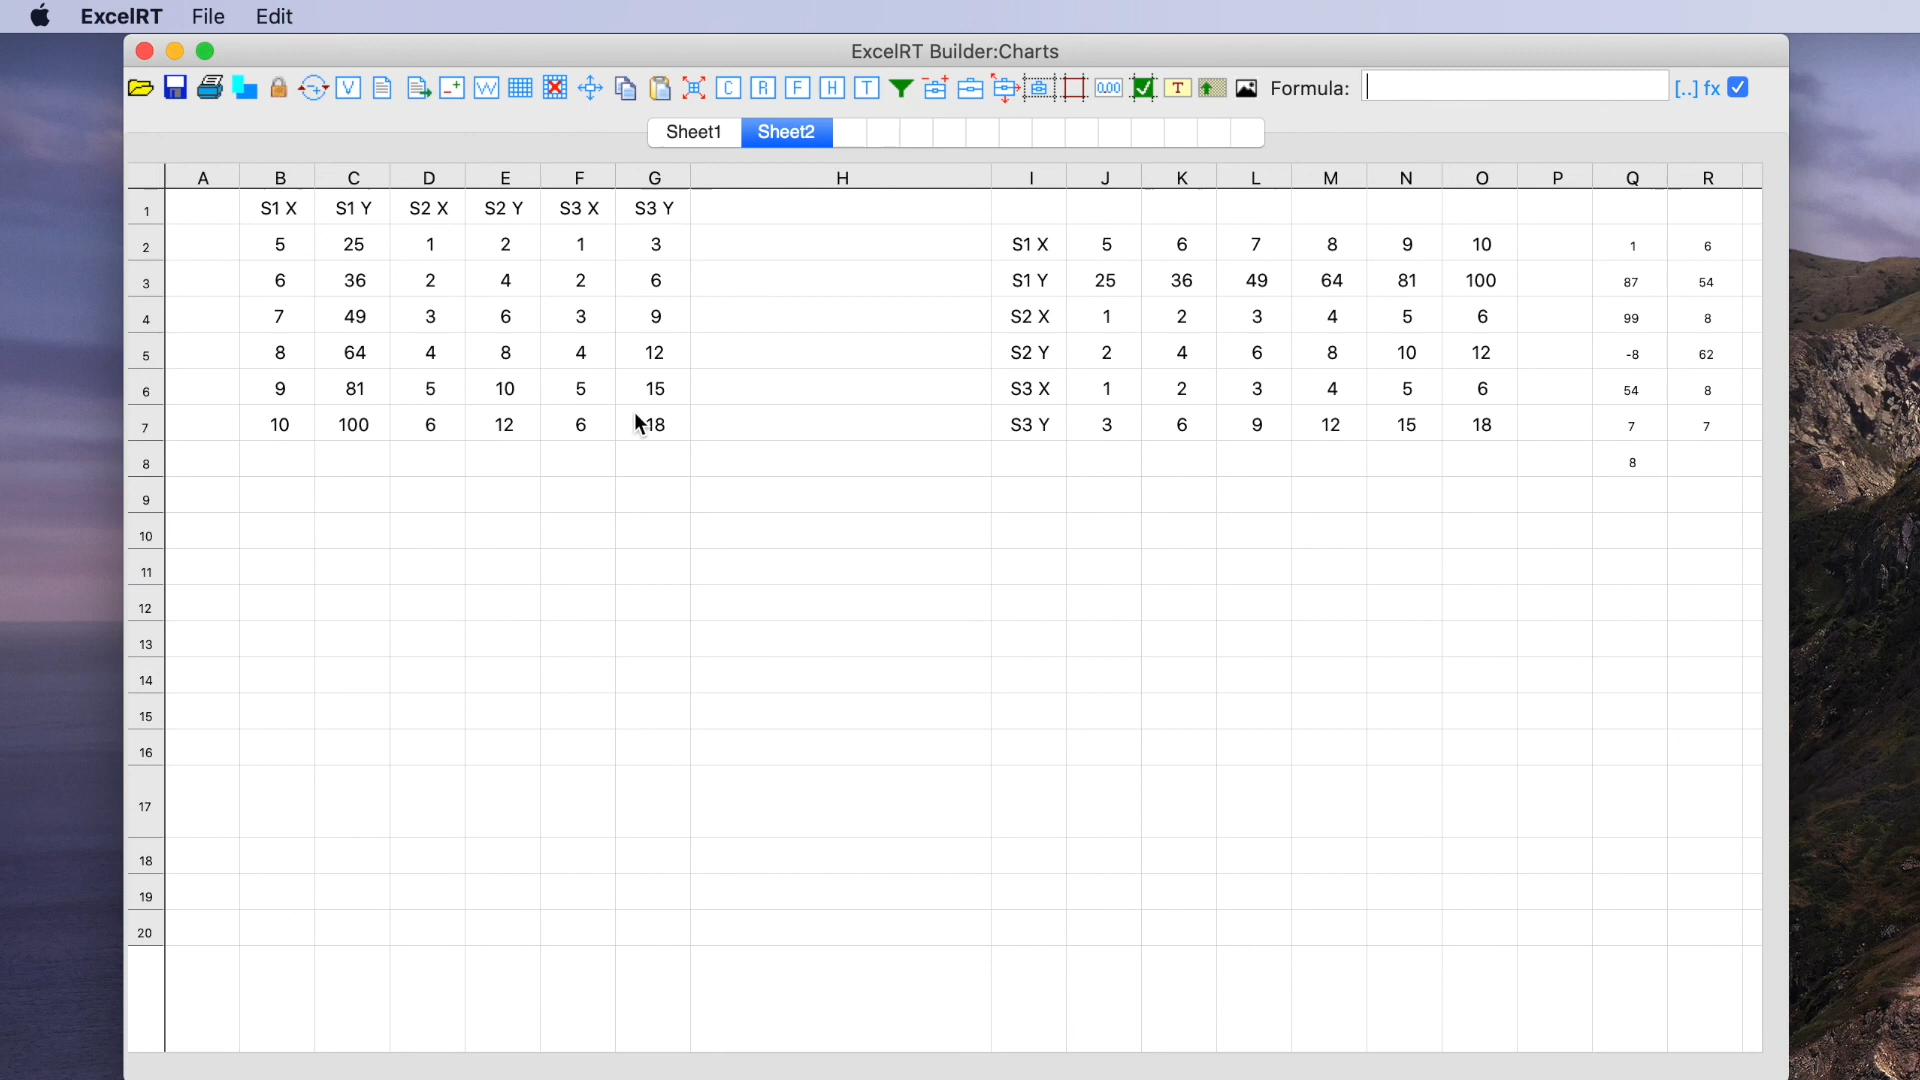 ExcelRT File Edit
ExcelRT Builder:Charts
V C R F H T 0.00 T Formula: [..] fx
Sheet1 Sheet2
A B C D E F G H I J K L M N O P Q R
1 S1 X S1 Y S2 X S2 Y S3 X S3 Y
2 5 25 1 2 1 3 S1 X 5 6 7 8 9 10 1 6
3 6 36 2 4 2 6 S1 Y 25 36 49 64 81 100 87 54
4 7 49 3 6 3 9 S2 X 1 2 3 4 5 6 99 8
5 8 64 4 8 4 12 S2 Y 2 4 6 8 10 12 -8 62
6 9 81 5 10 5 15 S3 X 1 2 3 4 5 6 54 8
7 10 100 6 12 6 18 S3 Y 3 6 9 12 15 18 7 7
8 8
9
10
11
12
13
14
15
16
17
18
19
20